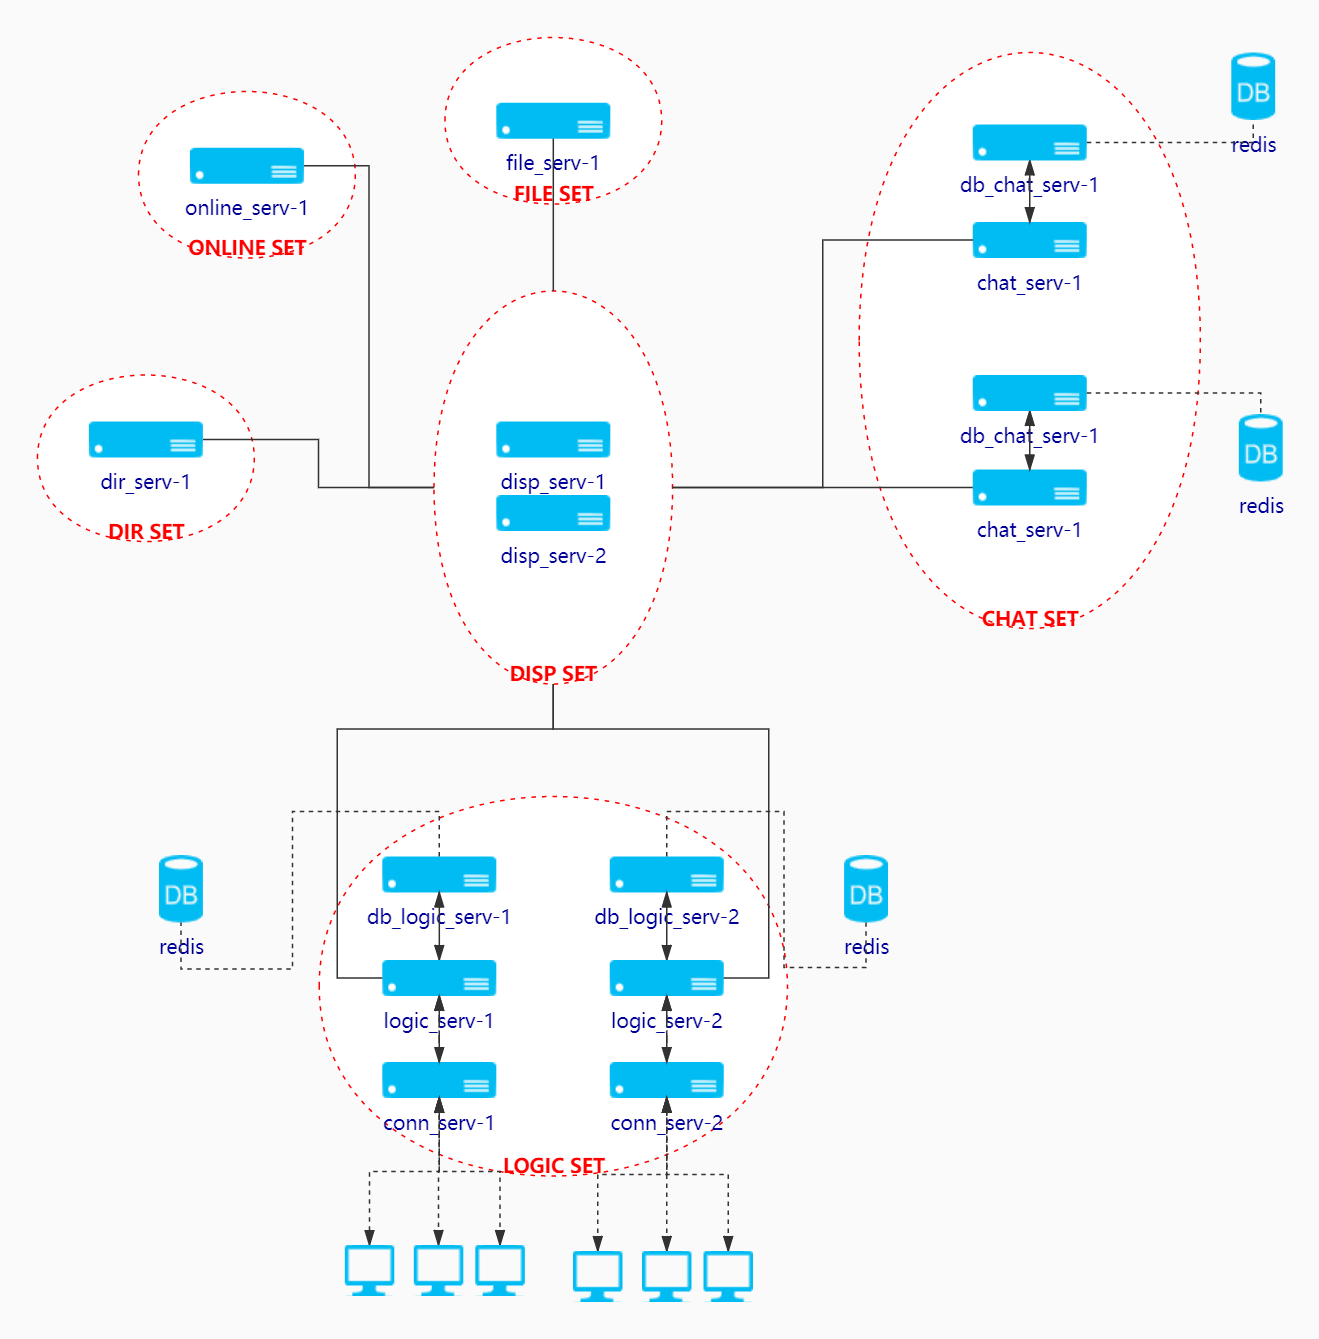 DB
redis
file_serv-1
FILE SET
online_serv-1
ONLINE SET
db_chat_serv-1
chat_serv-1
db_chat_serv-1
DB
redis
chat_serv-1
CHAT SET
dir_serv-1
DIR SET
disp_serv-1
disp_serv-2
DISP SET
DB
redis
db_logic_serv-1
db_logic_serv-2
DB
redis
logic_serv-1
logic_serv-2
conn_serv-1
conn_serv-2
LOGIC SET